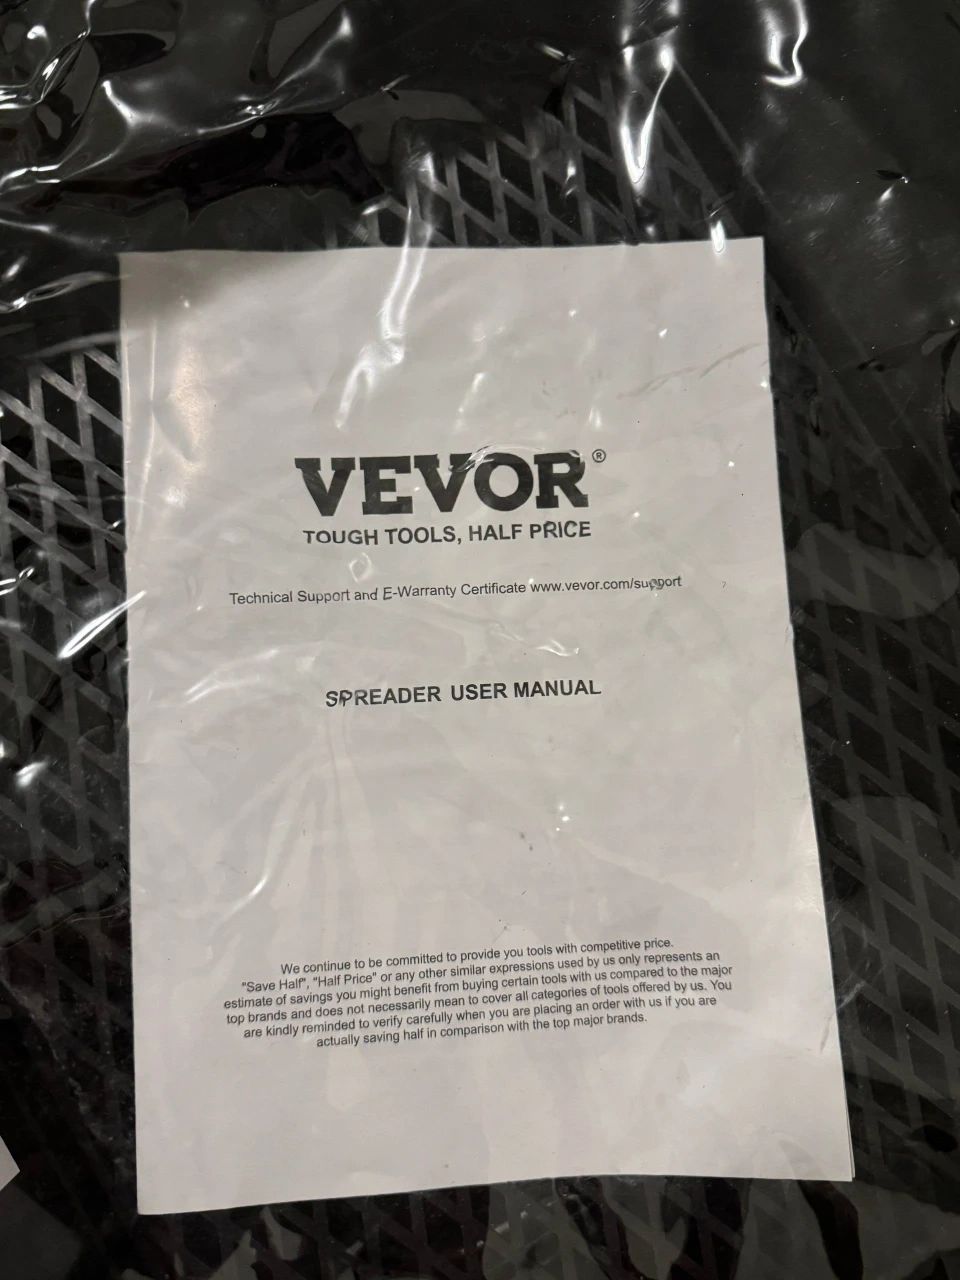 VEVOR®
TOUGH TOOLS, HALF PRICE
Technical Support and E-Warranty Certificate www.vevor.com/support
SPREADER USER MANUAL
We continue to be committed to provide you tools with competitive price.
"Save Half", "Half Price" or any other similar expressions used by us only represents an
estimate of savings you might benefit from buying certain tools with us compared to the major
top brands and does not necessarily mean to cover all categories of tools offered by us. You
are kindly reminded to verify carefully when you are placing an order with us if you are
actually saving half in comparison with the top major brands.